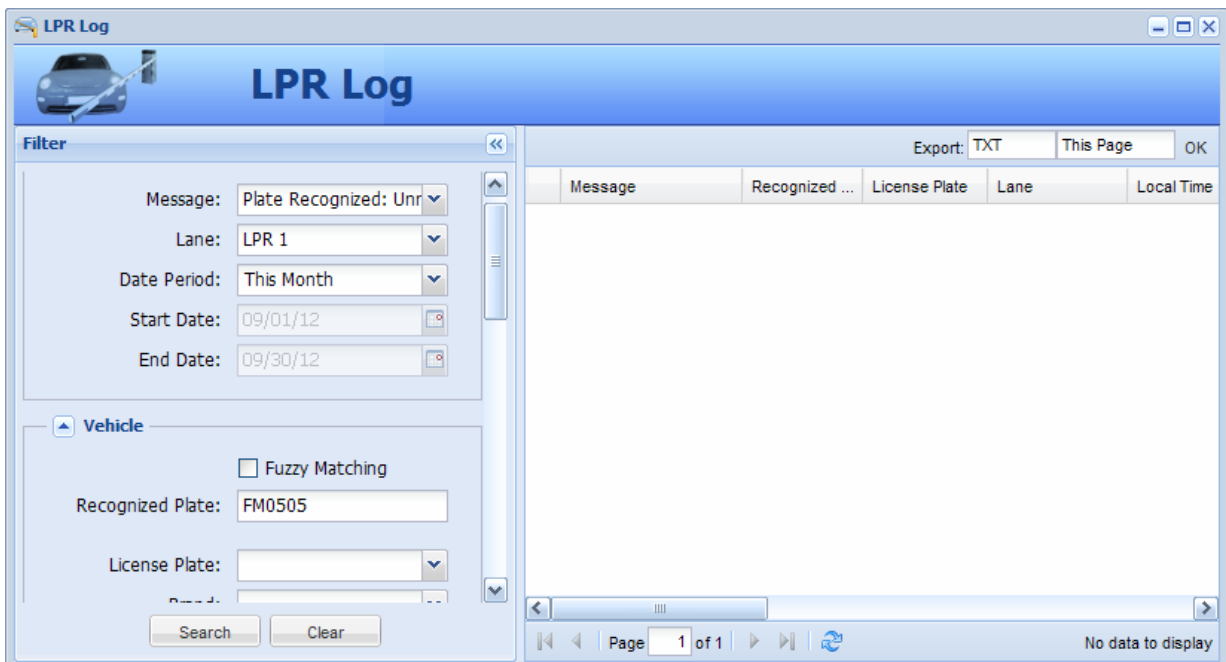 LPR Log
LPR Log
Filter
Message: Plate Recognized: Unr
Lane: LPR 1
Date Period: This Month
Start Date: 09/01/12
End Date: 09/30/12
Vehicle
Fuzzy Matching
Recognized Plate: FM0505
License Plate:
Search Clear
Export: TXT This Page OK
Message Recognized ... License Plate Lane Local Time
Page 1 of 1 No data to display